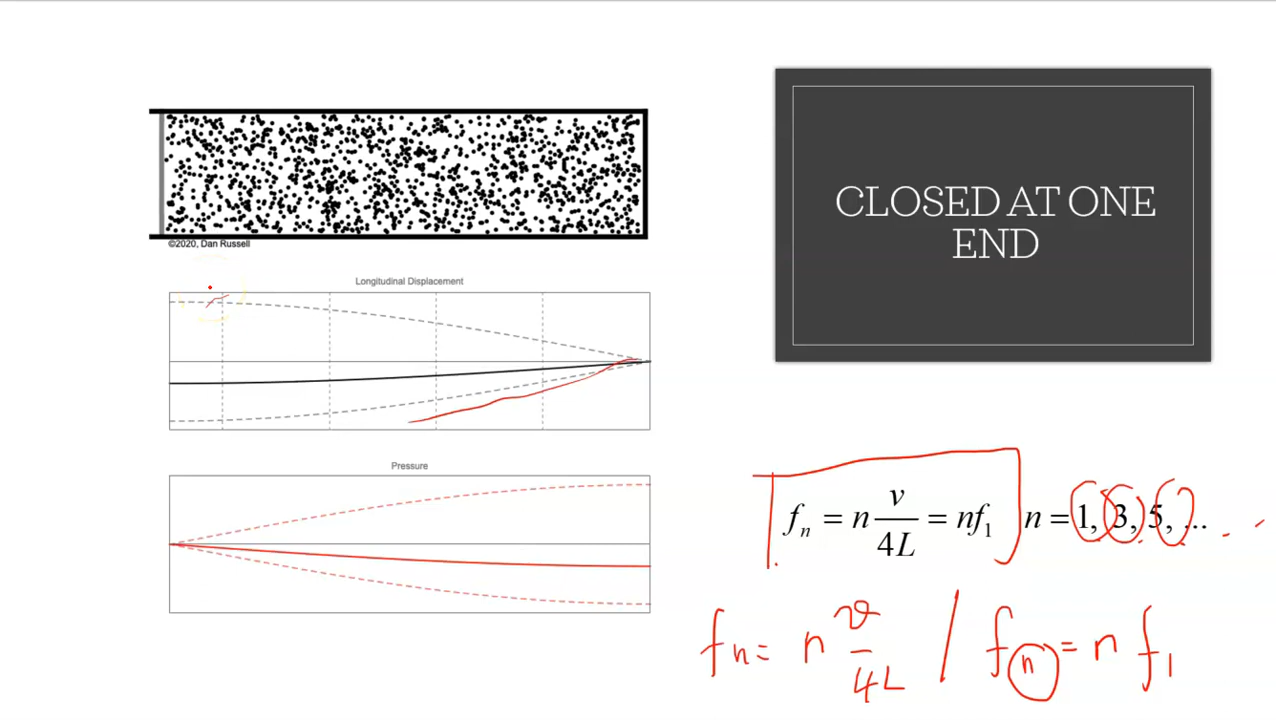 CLOSED AT ONE
END
©2020, Dan Russell
Longitudinal Displacement
Pressure
fₙ = n v/4L = nf₁ n = 1, 3, 5, ...
fn = n v/4L / fn = n f₁